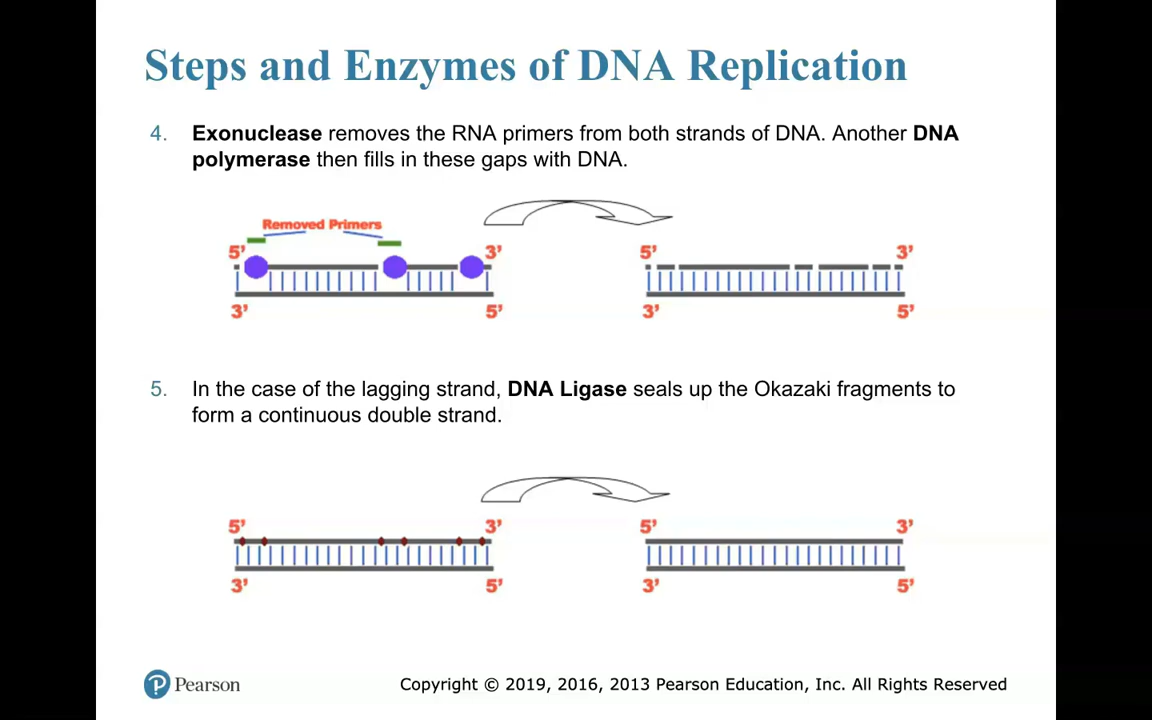 Steps and Enzymes of DNA Replication
4. Exonuclease removes the RNA primers from both strands of DNA. Another DNA
polymerase then fills in these gaps with DNA.
Removed Primers
5' 3' 5' 3'
3' 5' 3' 5'
5. In the case of the lagging strand, DNA Ligase seals up the Okazaki fragments to
form a continuous double strand.
5' 3' 5' 3'
3' 5' 3' 5'
P Pearson Copyright © 2019, 2016, 2013 Pearson Education, Inc. All Rights Reserved